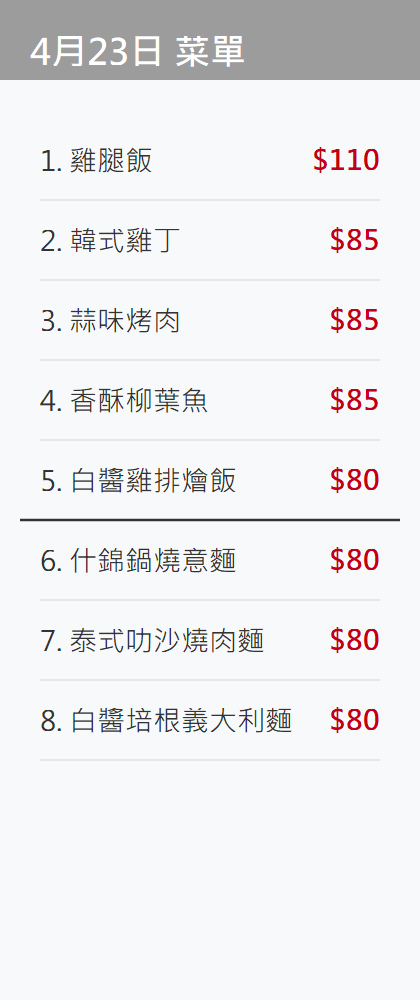 4月23日 菜單
1. 雞腿飯 $110
2. 韓式雞丁 $85
3. 蒜味烤肉 $85
4. 香酥柳葉魚 $85
5. 白醬雞排燴飯 $80
6. 什錦鍋燒意麵 $80
7. 泰式叻沙燒肉麵 $80
8. 白醬培根義大利麵 $80